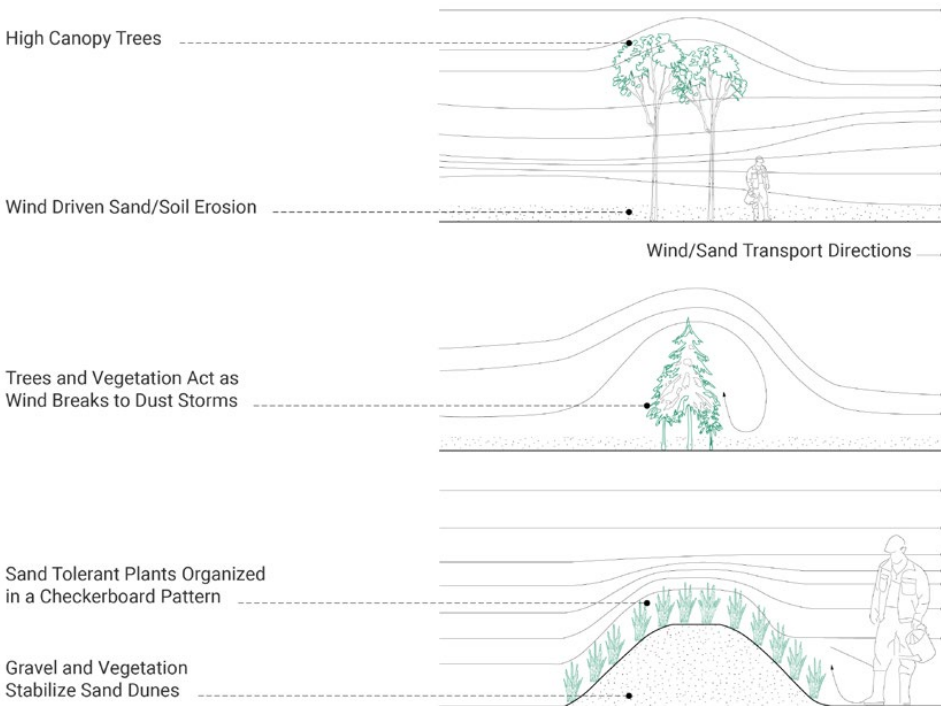 High Canopy Trees
Wind Driven Sand/Soil Erosion
Wind/Sand Transport Directions
Trees and Vegetation Act as
Wind Breaks to Dust Storms
Sand Tolerant Plants Organized
in a Checkerboard Pattern
Gravel and Vegetation
Stabilize Sand Dunes